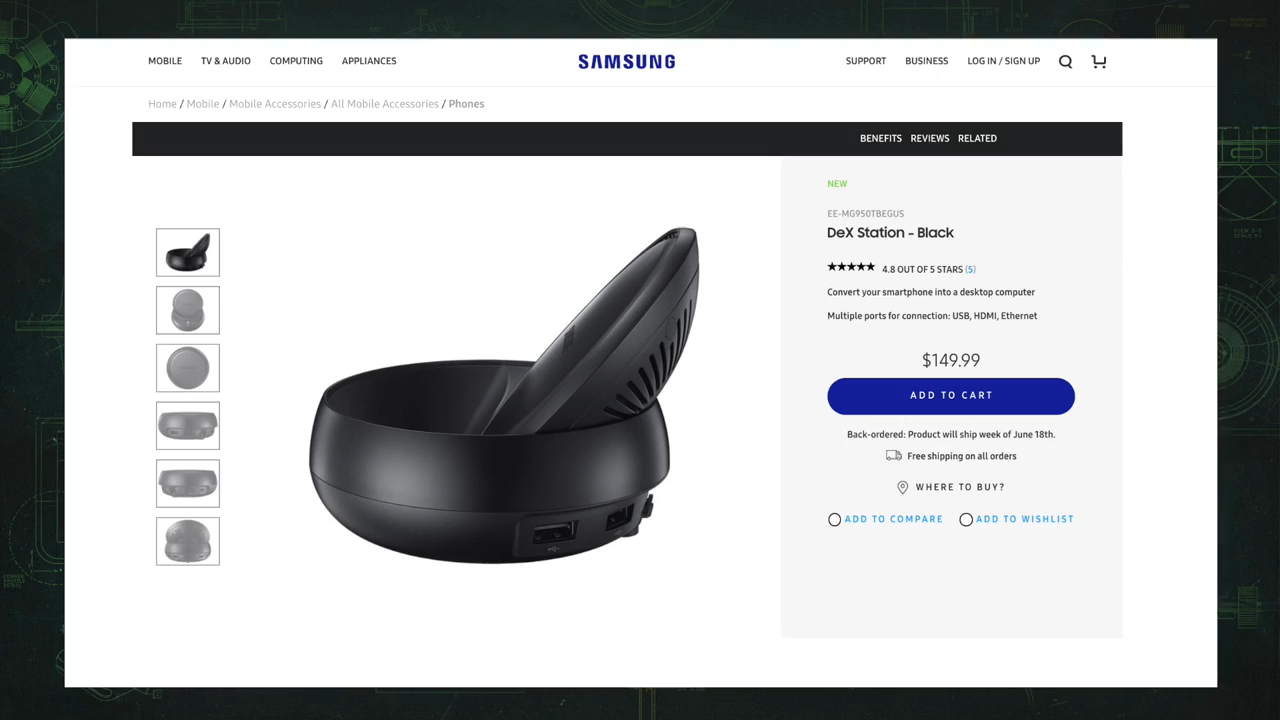 MOBILE TV & AUDIO COMPUTING APPLIANCES SAMSUNG SUPPORT BUSINESS LOG IN / SIGN UP
Home / Mobile / Mobile Accessories / All Mobile Accessories / Phones
BENEFITS REVIEWS RELATED
NEW
EE-MG950TBEGUS
DeX Station - Black
4.8 OUT OF 5 STARS (5)
Convert your smartphone into a desktop computer
Multiple ports for connection: USB, HDMI, Ethernet
$149.99
ADD TO CART
Back-ordered: Product will ship week of June 18th.
Free shipping on all orders
WHERE TO BUY?
ADD TO COMPARE ADD TO WISHLIST